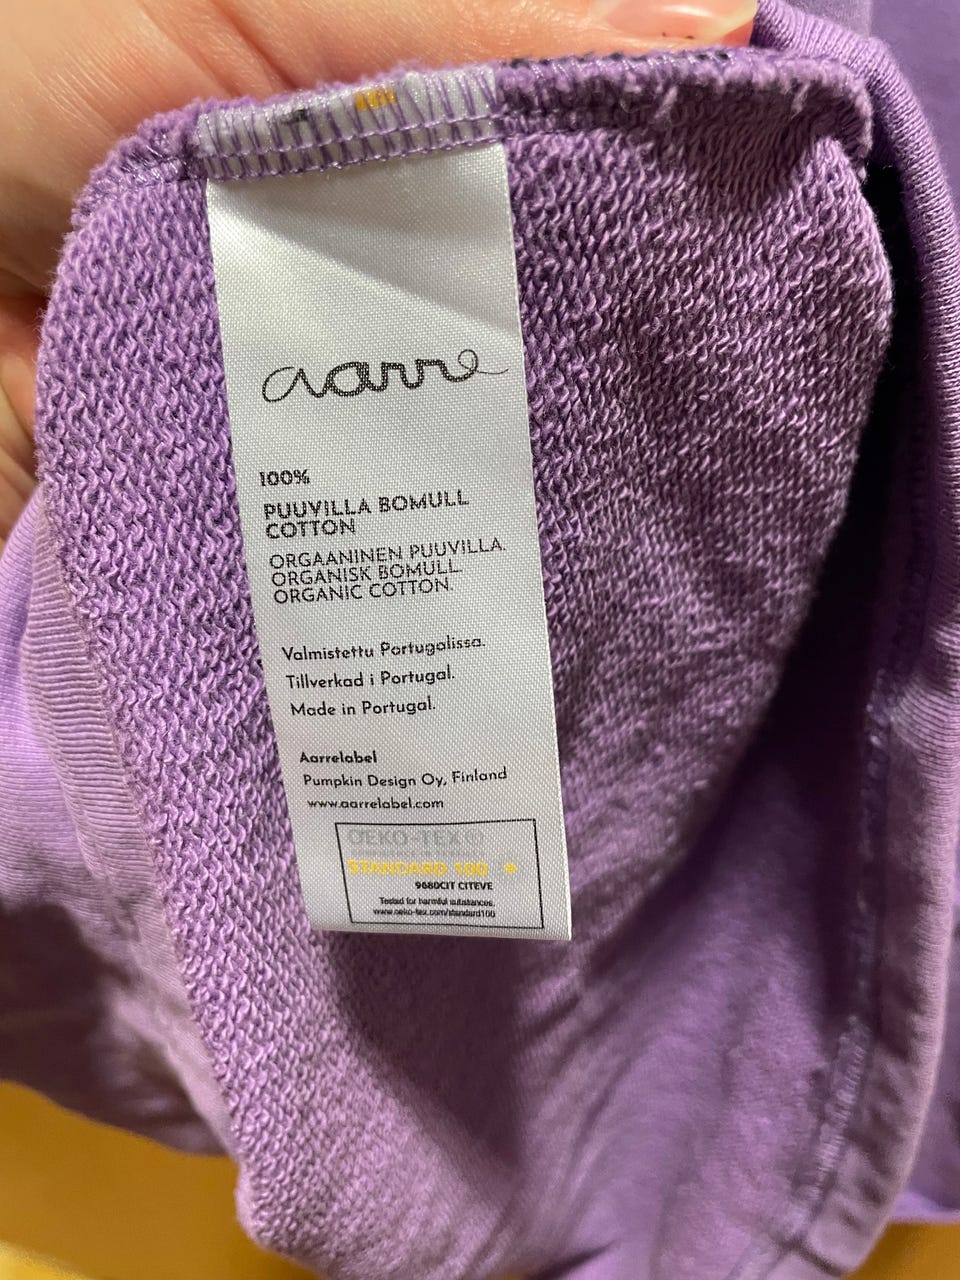 aarre
100%
PUUVILLA BOMULL
COTTON
ORGAANINEN PUUVILLA.
ORGANISK BOMULL.
ORGANIC COTTON.
Valmistettu Portugalissa.
Tillverkad i Portugal.
Made in Portugal.
Aarrelabel
Pumpkin Design Oy, Finland
www.aarrelabel.com
OEKO-TEX®
STANDARD 100
9680CIT CITEVE
Tested for harmful substances.
www.oeko-tex.com/standard100